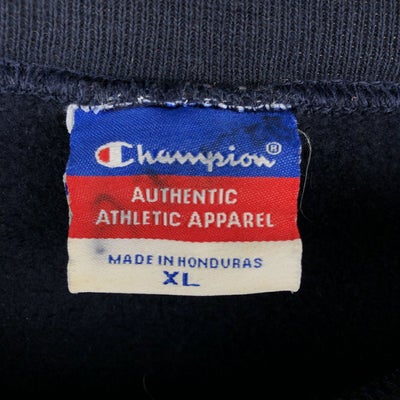 Champion®
AUTHENTIC
ATHLETIC APPAREL
MADE IN HONDURAS
XL